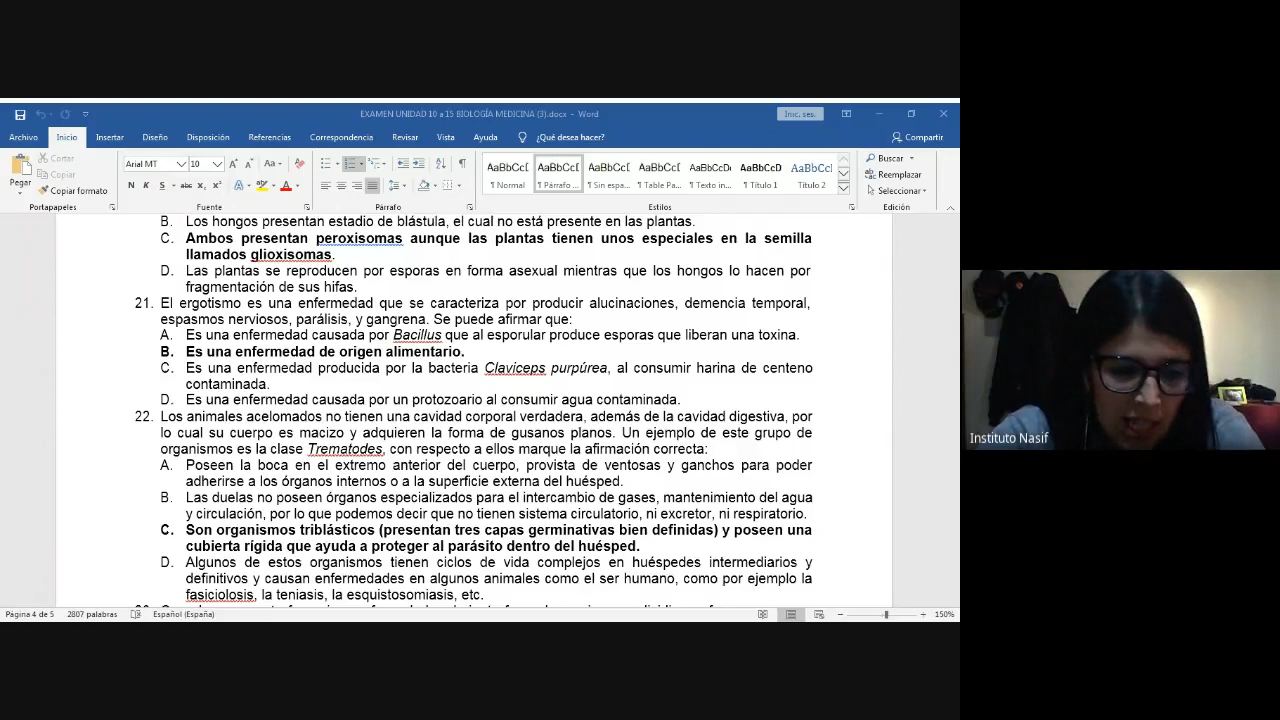 EXAMEN UNIDAD 10 a 15 BIOLOGÍA MEDICINA (3).docx - Word
Inic. ses.
Archivo Inicio Insertar Diseño Disposición Referencias Correspondencia Revisar Vista Ayuda ¿Qué desea hacer? Compartir
Pegar
Cortar
Copiar
Copiar formato
Portapapeles
Arial MT 10
Fuente
Párrafo
AaBbCcI AaBbCcI AaBbCcI AaBbCcI AaBbCcD AaBbCcD AaBbCcI
¶ Normal ¶ Párrafo ... ¶ Sin espa... ¶ Table Pa... ¶ Texto in... ¶ Título 1 Título 2
Estilos
Buscar
Reemplazar
Seleccionar
Edición
B. Los hongos presentan estadio de blástula, el cual no está presente en las plantas.
C. Ambos presentan peroxisomas aunque las plantas tienen unos especiales en la semilla
llamados glioxisomas.
D. Las plantas se reproducen por esporas en forma asexual mientras que los hongos lo hacen por
fragmentación de sus hifas.
21. El ergotismo es una enfermedad que se caracteriza por producir alucinaciones, demencia temporal,
espasmos nerviosos, parálisis, y gangrena. Se puede afirmar que:
A. Es una enfermedad causada por Bacillus que al esporular produce esporas que liberan una toxina.
B. Es una enfermedad de origen alimentario.
C. Es una enfermedad producida por la bacteria Claviceps purpúrea, al consumir harina de centeno
contaminada.
D. Es una enfermedad causada por un protozoario al consumir agua contaminada.
22. Los animales acelomados no tienen una cavidad corporal verdadera, además de la cavidad digestiva, por
lo cual su cuerpo es macizo y adquieren la forma de gusanos planos. Un ejemplo de este grupo de
organismos es la clase Trematodes, con respecto a ellos marque la afirmación correcta:
A. Poseen la boca en el extremo anterior del cuerpo, provista de ventosas y ganchos para poder
adherirse a los órganos internos o a la superficie externa del huésped.
B. Las duelas no poseen órganos especializados para el intercambio de gases, mantenimiento del agua
y circulación, por lo que podemos decir que no tienen sistema circulatorio, ni excretor, ni respiratorio.
C. Son organismos triblásticos (presentan tres capas germinativas bien definidas) y poseen una
cubierta rígida que ayuda a proteger al parásito dentro del huésped.
D. Algunos de estos organismos tienen ciclos de vida complejos en huéspedes intermediarios y
definitivos y causan enfermedades en algunos animales como el ser humano, como por ejemplo la
fasiciolosis, la teniasis, la esquistosomiasis, etc.
Página 4 de 5 2807 palabras Español (España) 150%
Instituto Nasif